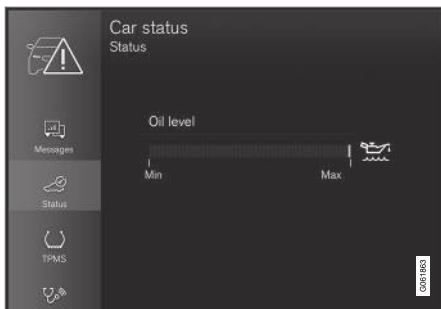 Car status
Status
Oil level
Min
Max
Messages
Status
TPMS
G061863